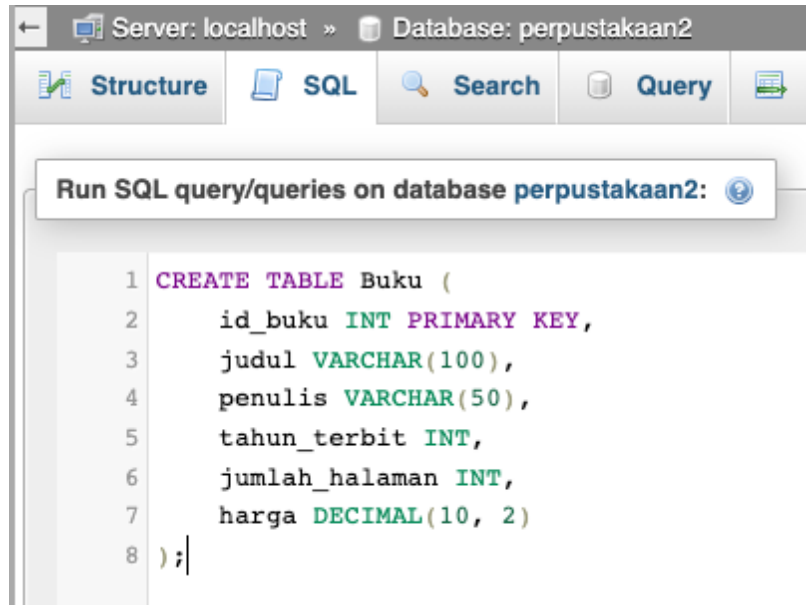 ← Server: localhost » Database: perpustakaan2
Structure SQL Search Query
Run SQL query/queries on database perpustakaan2:
1 CREATE TABLE Buku (
2 id_buku INT PRIMARY KEY,
3 judul VARCHAR(100),
4 penulis VARCHAR(50),
5 tahun_terbit INT,
6 jumlah_halaman INT,
7 harga DECIMAL(10, 2)
8 );